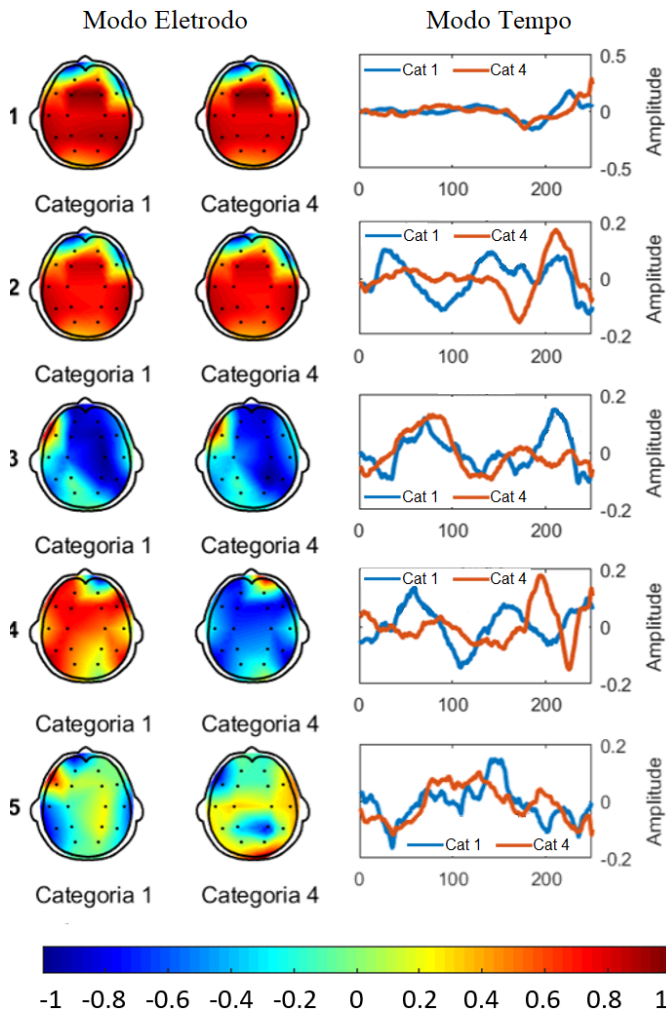 Modo Eletrodo Modo Tempo
1
Categoria 1 Categoria 4
Cat 1 Cat 4
0.5
0
-0.5
Amplitude
0 100 200
2
Categoria 1 Categoria 4
Cat 1 Cat 4
0.2
0
-0.2
Amplitude
0 100 200
3
Categoria 1 Categoria 4
Cat 1 Cat 4
0.2
0
-0.2
Amplitude
0 100 200
4
Categoria 1 Categoria 4
Cat 1 Cat 4
0.2
0
-0.2
Amplitude
0 100 200
5
Categoria 1 Categoria 4
Cat 1 Cat 4
0.2
0
-0.2
Amplitude
0 100 200
-1 -0.8 -0.6 -0.4 -0.2 0 0.2 0.4 0.6 0.8 1